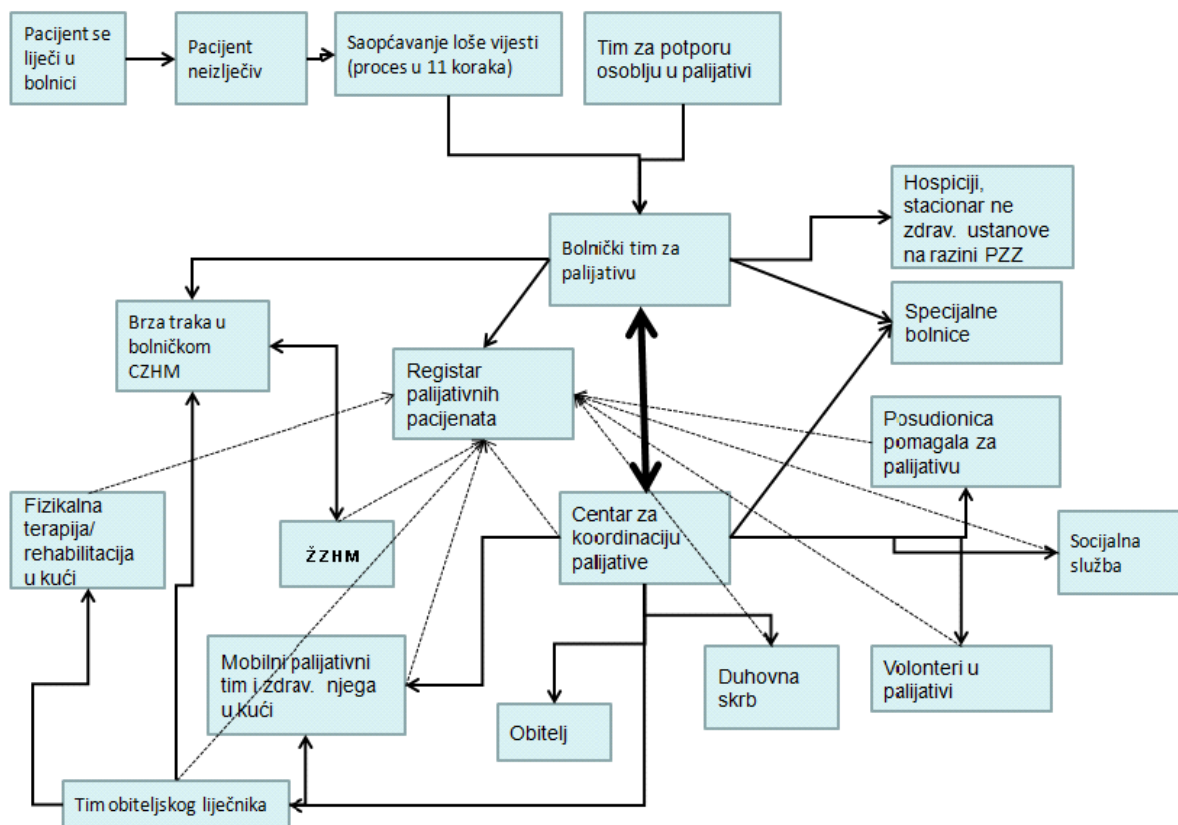 Pacijent se
liječi u
bolnici
Pacijent
neizlječiv
Saopćavanje loše vijesti
(proces u 11 koraka)
Tim za potporu
osoblju u palijativi
Hospiciji,
stacionar ne
zdrav. ustanove
na razini PZZ
Bolnički tim za
palijativu
Specijalne
bolnice
Brza traka u
bolničkom
CZHM
Registar
palijativnih
pacijenata
Posudionica
pomagala za
palijativu
Fizikalna
terapija/
rehabilitacija
u kući
ŽZHM
Centar za
koordinaciju
palijative
Socijalna
služba
Mobilni palijativni
tim i zdrav. njega
u kući
Obitelj
Duhovna
skrb
Volonteri u
palijativi
Tim obiteljskog liječnika